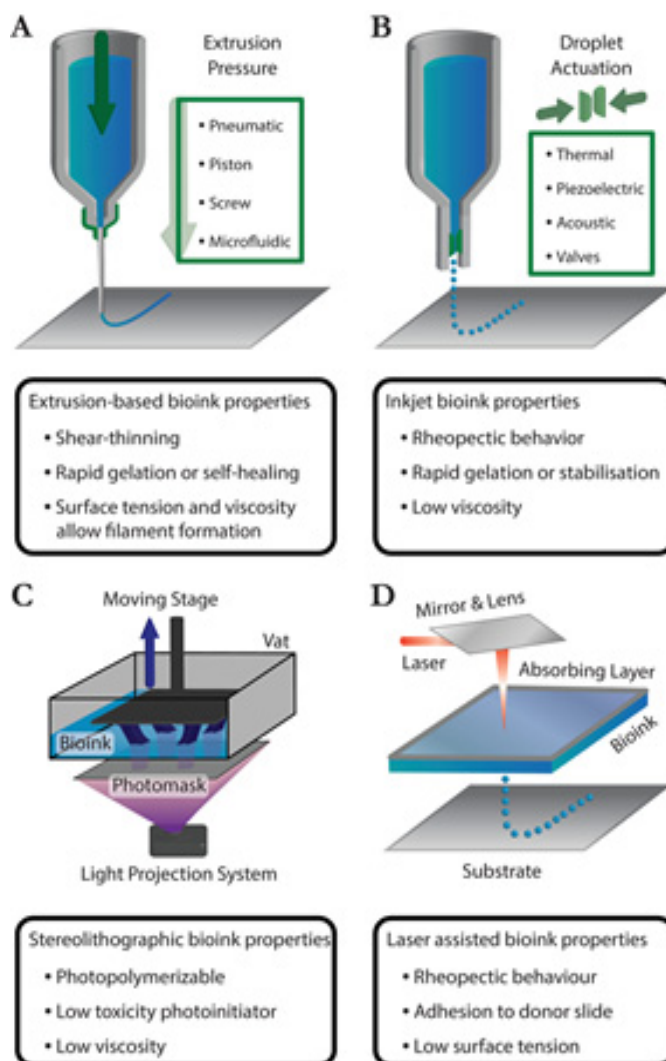 A
Extrusion
Pressure
• Pneumatic
• Piston
• Screw
• Microfluidic
B
Droplet
Actuation
• Thermal
• Piezoelectric
• Acoustic
• Valves
Extrusion-based bioink properties
• Shear-thinning
• Rapid gelation or self-healing
• Surface tension and viscosity
allow filament formation
Inkjet bioink properties
• Rheopectic behavior
• Rapid gelation or stabilisation
• Low viscosity
C
Moving Stage
Vat
Bioink
Photomask
Light Projection System
D
Mirror & Lens
Laser
Absorbing Layer
Bioink
Substrate
Stereolithographic bioink properties
• Photopolymerizable
• Low toxicity photoinitiator
• Low viscosity
Laser assisted bioink properties
• Rheopectic behaviour
• Adhesion to donor slide
• Low surface tension